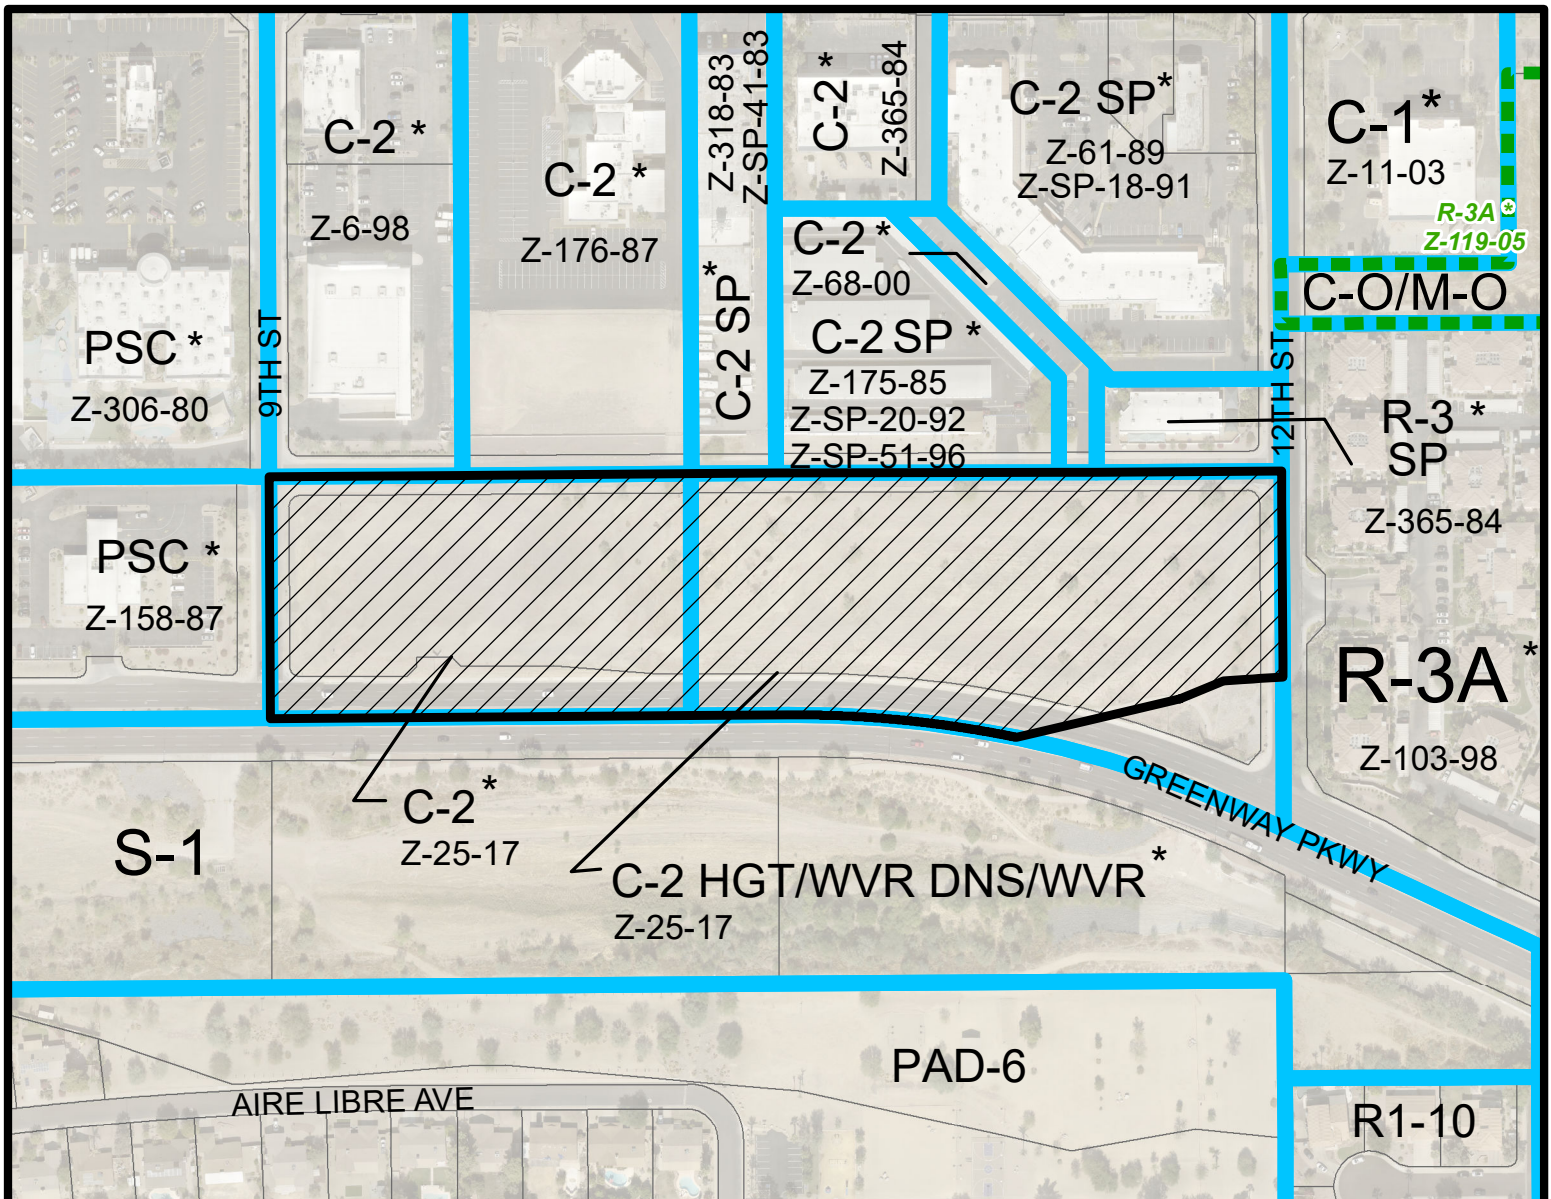 C-2 *
Z-6-98
C-2 *
Z-176-87
Z-318-83
Z-SP-41-83
C-2 SP*
C-2 *
Z-365-84
C-2 SP*
Z-61-89
Z-SP-18-91
C-1*
Z-11-03
R-3A *
Z-119-05
C-O/M-O
C-2 *
Z-68-00
C-2 SP *
Z-175-85
Z-SP-20-92
Z-SP-51-96
PSC *
Z-306-80
9TH ST
12TH ST
R-3 *
SP
Z-365-84
PSC *
Z-158-87
R-3A *
Z-103-98
GREENWAY PKWY
C-2 *
Z-25-17
S-1
C-2 HGT/WVR DNS/WVR *
Z-25-17
PAD-6
AIRE LIBRE AVE
R1-10